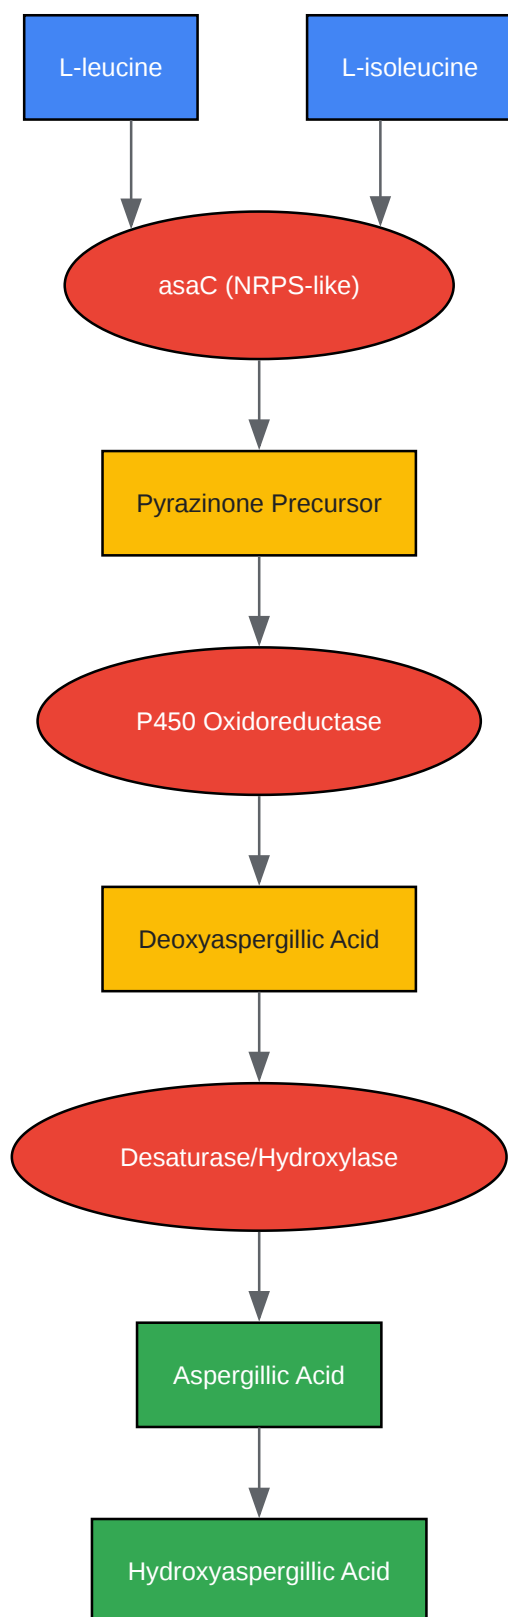 L-leucine
L-isoleucine
asaC (NRPS-like)
Pyrazinone Precursor
P450 Oxidoreductase
Deoxyaspergillic Acid
Desaturase/Hydroxylase
Aspergillic Acid
Hydroxyaspergillic Acid